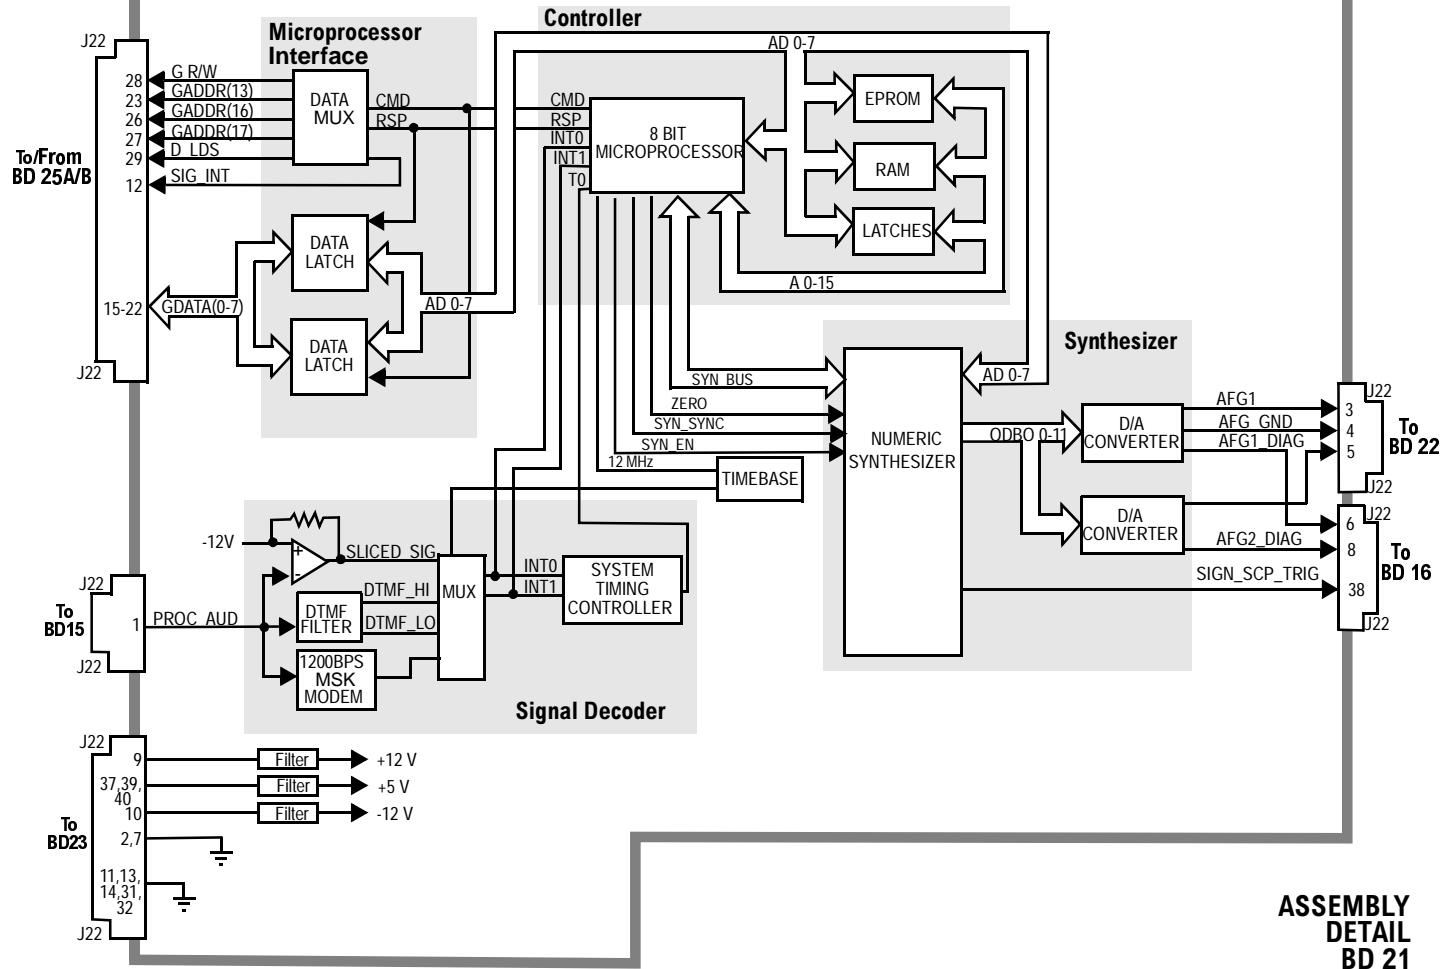 Controller
Microprocessor
Interface
J22
AD 0-7
28
G R/W
23
GADDR(13)
26
GADDR(16)
27
GADDR(17)
29
D_LDS
12
SIG_INT
To/From
BD 25A/B
DATA
MUX
CMD
RSP
CMD
RSP
INT0
INT1
T0
8 BIT
MICROPROCESSOR
EPROM
RAM
LATCHES
A 0-15
DATA
LATCH
15-22
GDATA(0-7)
AD 0-7
DATA
LATCH
J22
Synthesizer
SYN_BUS
AD 0-7
ZERO
SYN_SYNC
SYN_EN
12 MHz
TIMEBASE
NUMERIC
SYNTHESIZER
ODBO 0-11
D/A
CONVERTER
D/A
CONVERTER
AFG1
AFG_GND
AFG1_DIAG
AFG2_DIAG
SIGN_SCP_TRIG
J22
3
4
5
J22
To
BD 22
J22
6
8
38
J22
To
BD 16
-12V
+
-
SLICED_SIG
DTMF
FILTER
DTMF_HI
DTMF_LO
MUX
INT0
INT1
SYSTEM
TIMING
CONTROLLER
1200BPS
MSK
MODEM
Signal Decoder
J22
To
BD15
1
PROC_AUD
J22
J22
9
Filter
+12 V
37,39,
40
Filter
+5 V
10
Filter
-12 V
To
BD23
2,7
11,13,
14,31,
32
J22
ASSEMBLY
DETAIL
BD 21